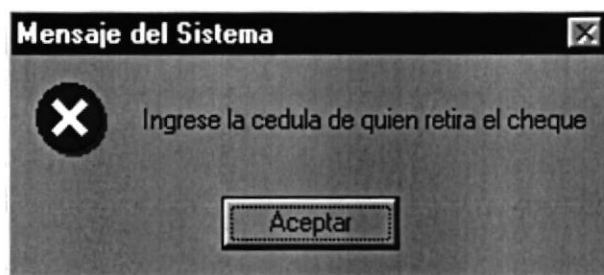 Mensaje del Sistema
Ingrese la cedula de quien retira el cheque
Aceptar